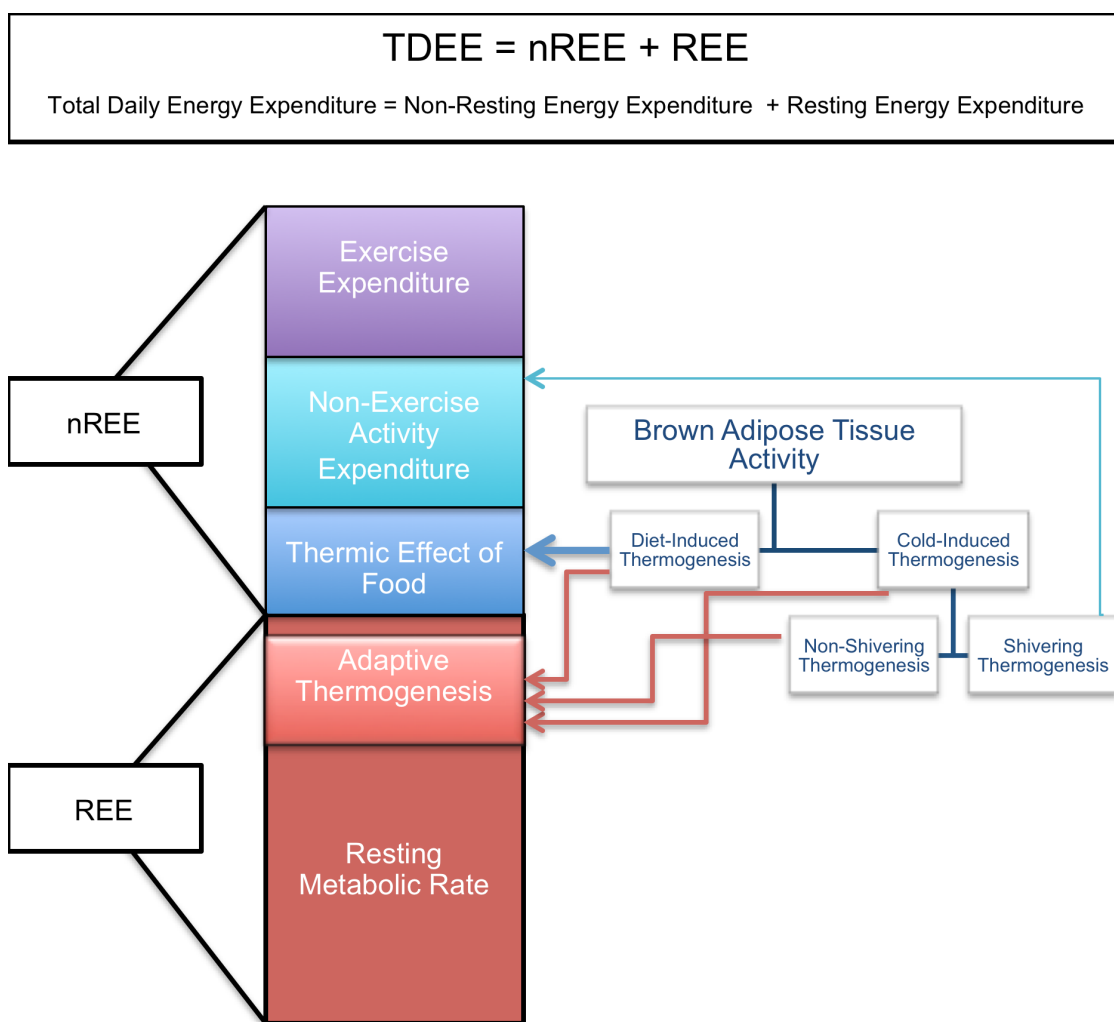 TDEE = nREE + REE
Total Daily Energy Expenditure = Non-Resting Energy Expenditure + Resting Energy Expenditure
Exercise
Expenditure
nREE
Non-Exercise
Activity
Expenditure
Brown Adipose Tissue
Activity
Thermic Effect of
Food
Diet-Induced
Thermogenesis
Cold-Induced
Thermogenesis
Adaptive
Thermogenesis
Non-Shivering
Thermogenesis
Shivering
Thermogenesis
REE
Resting
Metabolic Rate